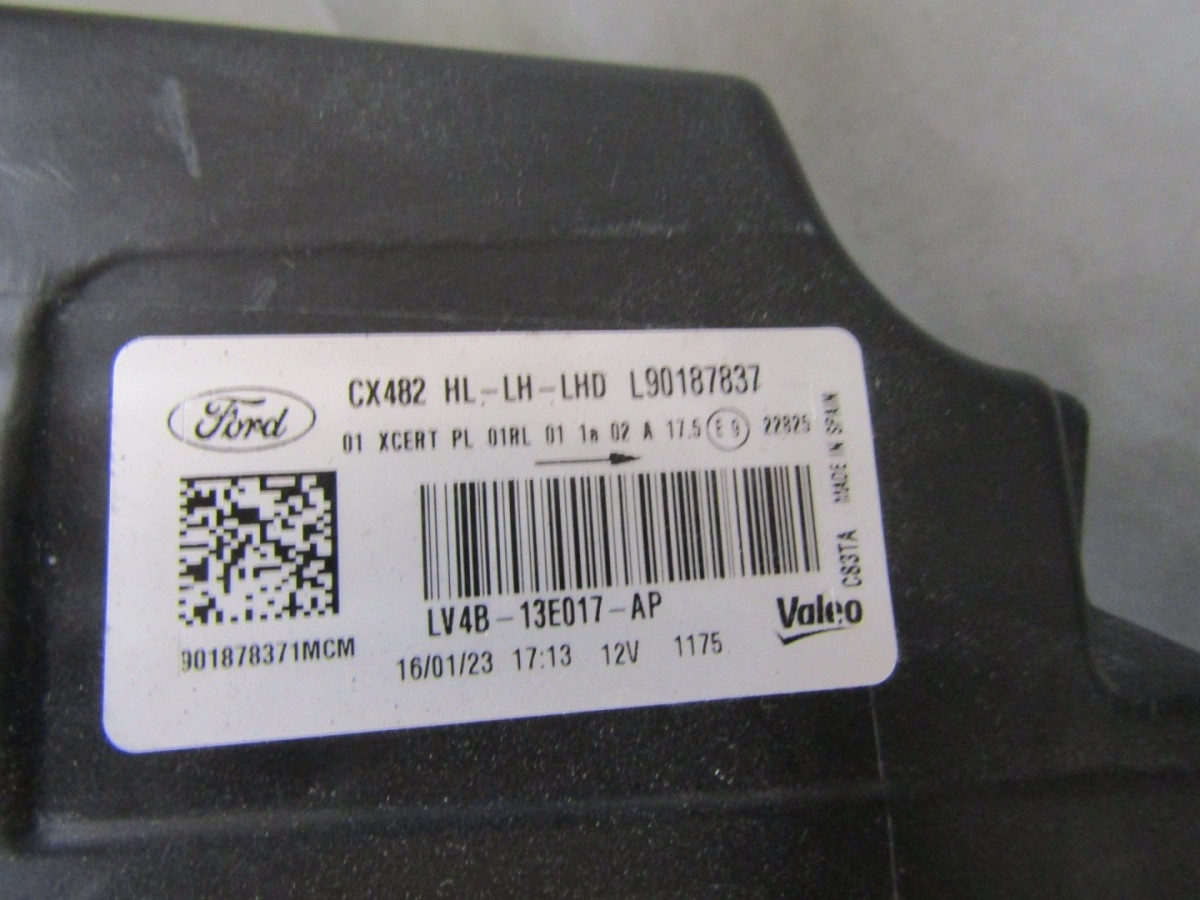 Ford
CX482 HL-LH-LHD L90187837
01 XCERT PL 01RL 01 1a 02 A 17.5 E9 22825
901878371MCM
LV4B-13E017-AP
16/01/23 17:13 12V 1175
Valeo
C83TA MADE IN SPAIN